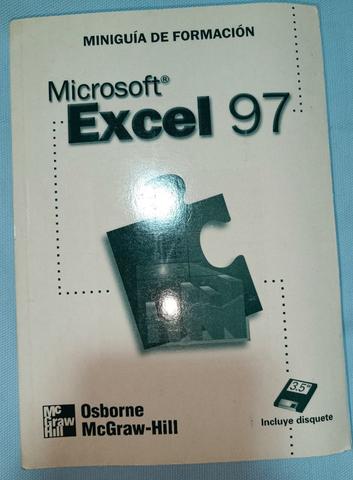 MINIGUÍA DE FORMACIÓN
Microsoft®
Excel 97
3.5"
Incluye disquete
Mc
Graw
Hill
Osborne
McGraw-Hill